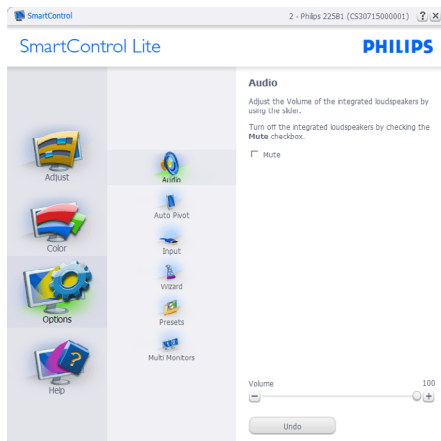 SmartControl
2 - Philips 225B1 (CS30715000001)
SmartControl Lite
PHILIPS
Adjust
Color
Options
Help
Audio
Auto Pivot
Input
Wizard
Presets
Multi Monitors
Audio
Adjust the Volume of the integrated loudspeakers by
using the slider.
Turn off the integrated loudspeakers by checking the
Mute checkbox.
Mute
Volume 100
Undo